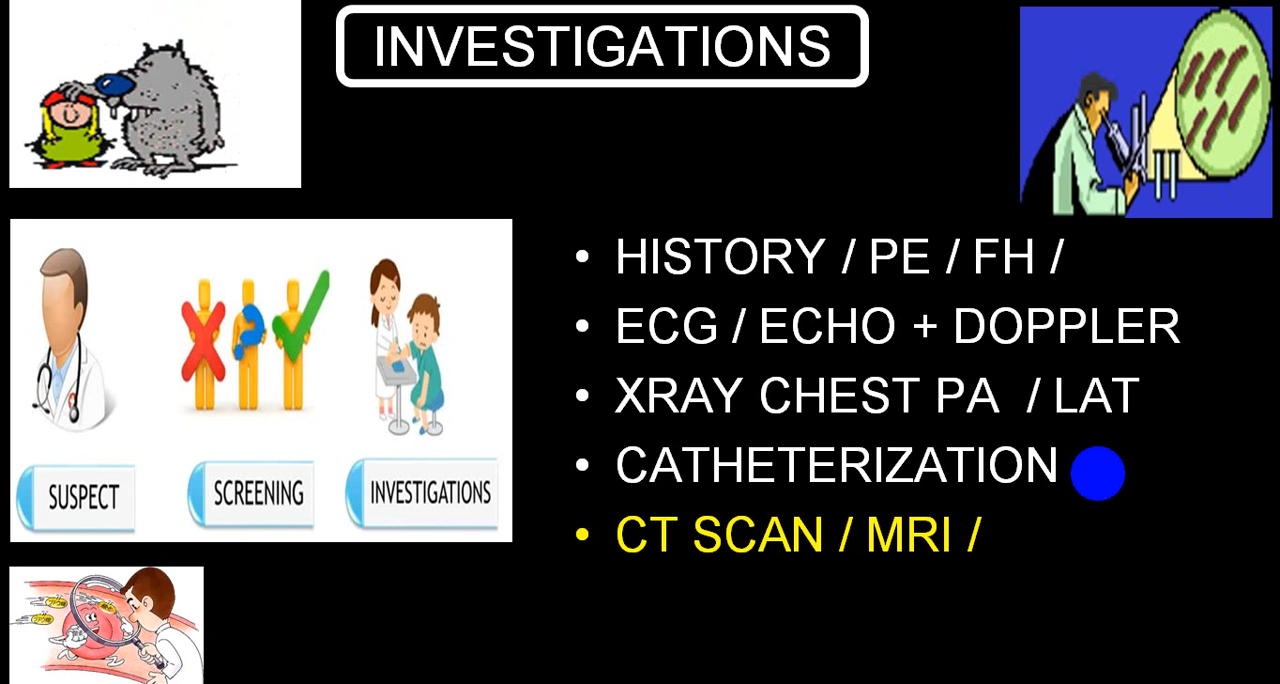 INVESTIGATIONS
• HISTORY / PE / FH /
• ECG / ECHO + DOPPLER
• XRAY CHEST PA / LAT
• CATHETERIZATION
• CT SCAN / MRI /
SUSPECT
SCREENING
INVESTIGATIONS